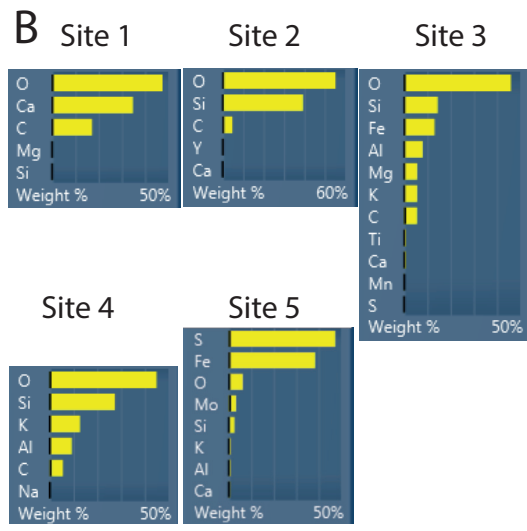 B
Site 1
O
Ca
C
Mg
Si
Weight % 50%
Site 2
O
Si
C
Y
Ca
Weight % 60%
Site 3
O
Si
Fe
Al
Mg
K
C
Ti
Ca
Mn
S
Weight % 50%
Site 4
O
Si
K
Al
C
Na
Weight % 50%
Site 5
S
Fe
O
Mo
Si
K
Al
Ca
Weight % 50%